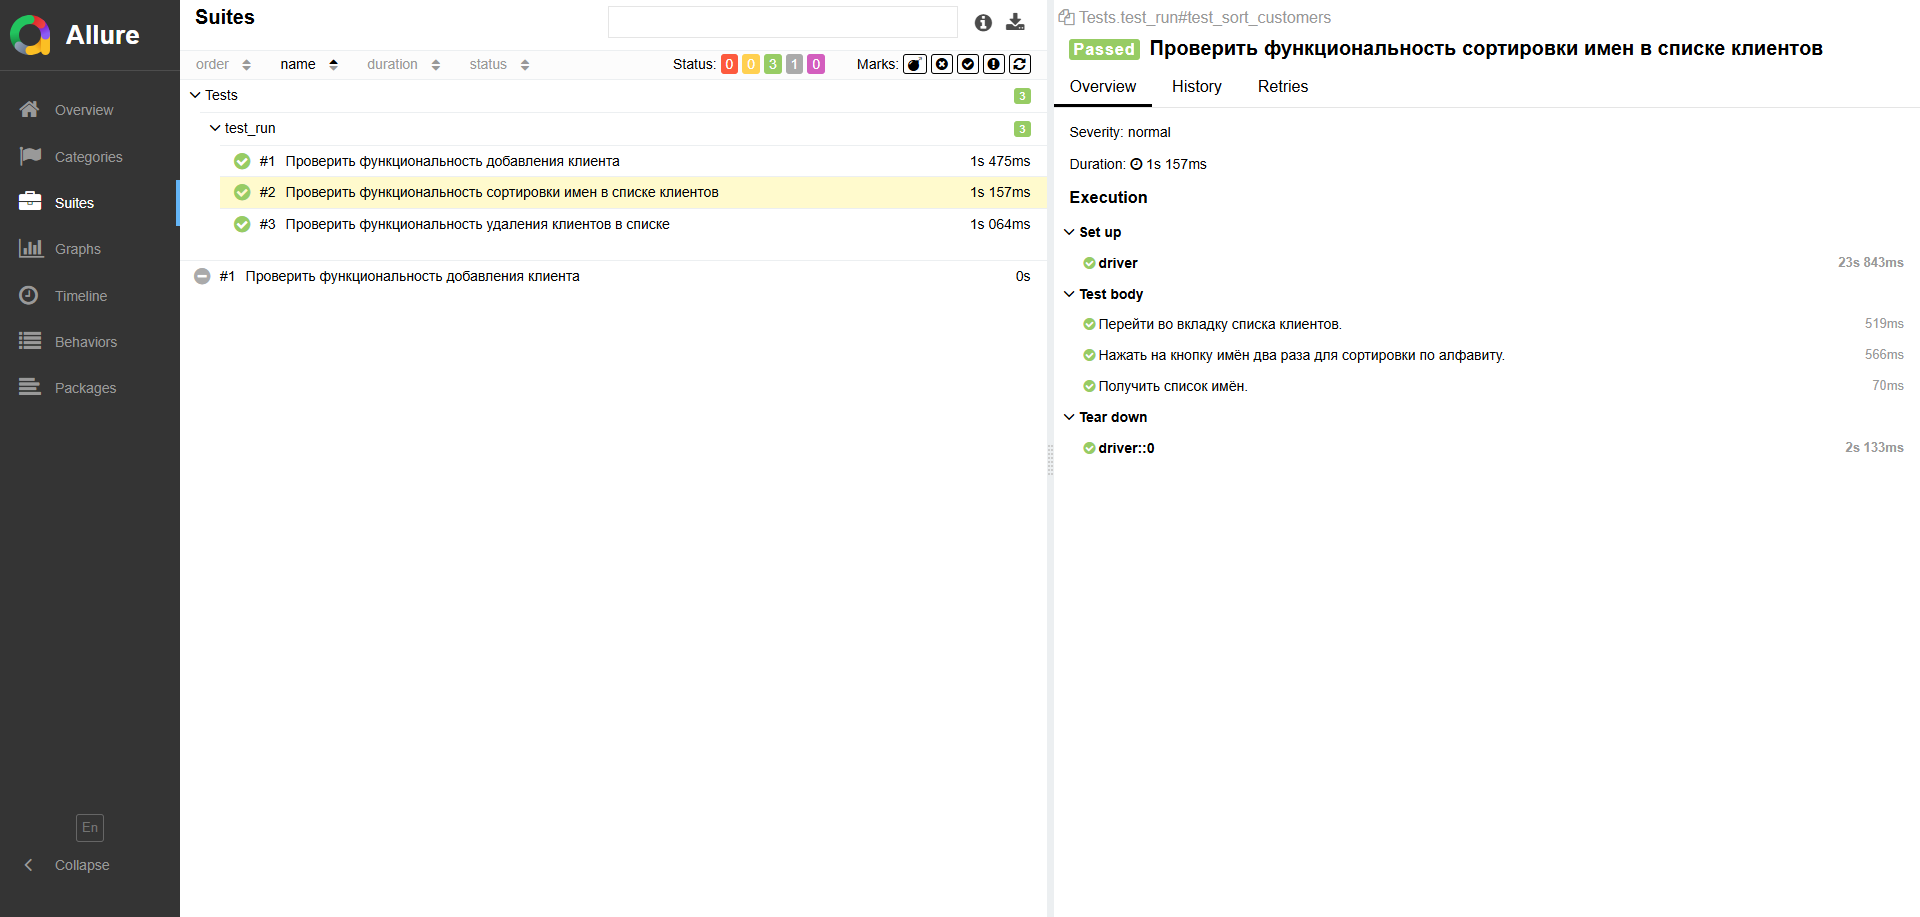 Allure
Overview
Categories
Suites
Graphs
Timeline
Behaviors
Packages
En
Collapse
Suites
order name duration status Status: 0 0 3 1 0 Marks:
Tests 3
test_run 3
#1 Проверить функциональность добавления клиента 1s 475ms
#2 Проверить функциональность сортировки имен в списке клиентов 1s 157ms
#3 Проверить функциональность удаления клиентов в списке 1s 064ms
#1 Проверить функциональность добавления клиента 0s
Tests.test_run#test_sort_customers
Passed Проверить функциональность сортировки имен в списке клиентов
Overview History Retries
Severity: normal
Duration: 1s 157ms
Execution
Set up
driver 23s 843ms
Test body
Перейти во вкладку списка клиентов. 519ms
Нажать на кнопку имён два раза для сортировки по алфавиту. 566ms
Получить список имён. 70ms
Tear down
driver::0 2s 133ms